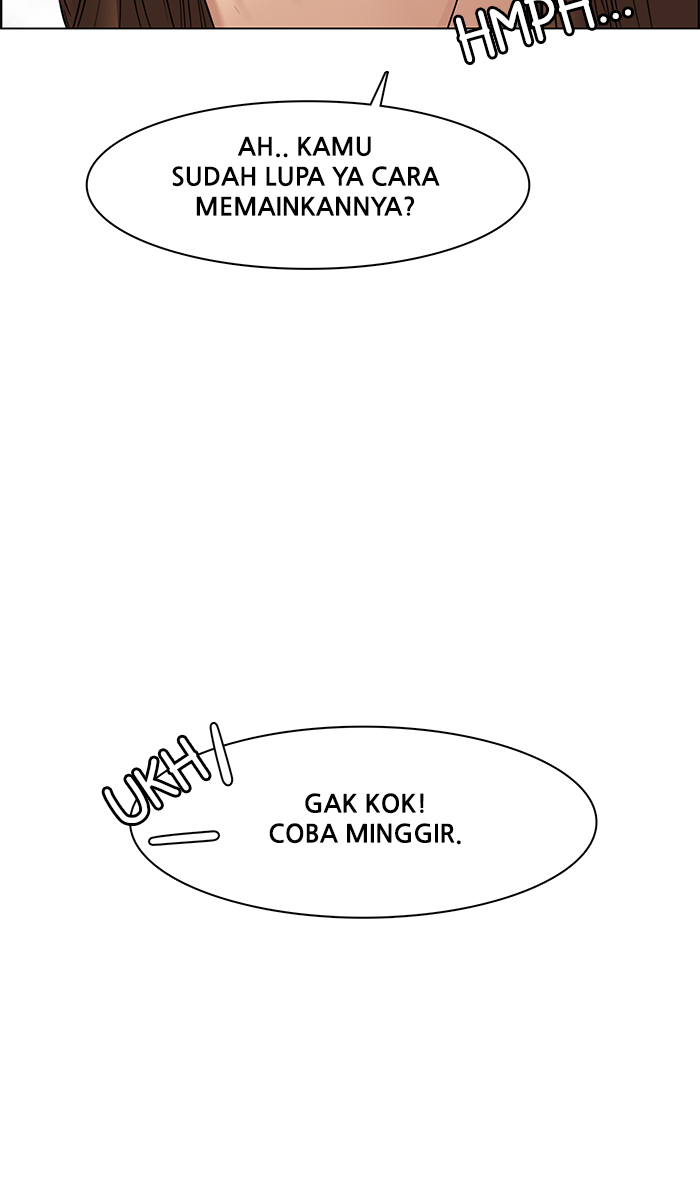 HMPH...
AH.. KAMU
SUDAH LUPA YA CARA
MEMAINKANNYA?
UKH
GAK KOK!
COBA MINGGIR.